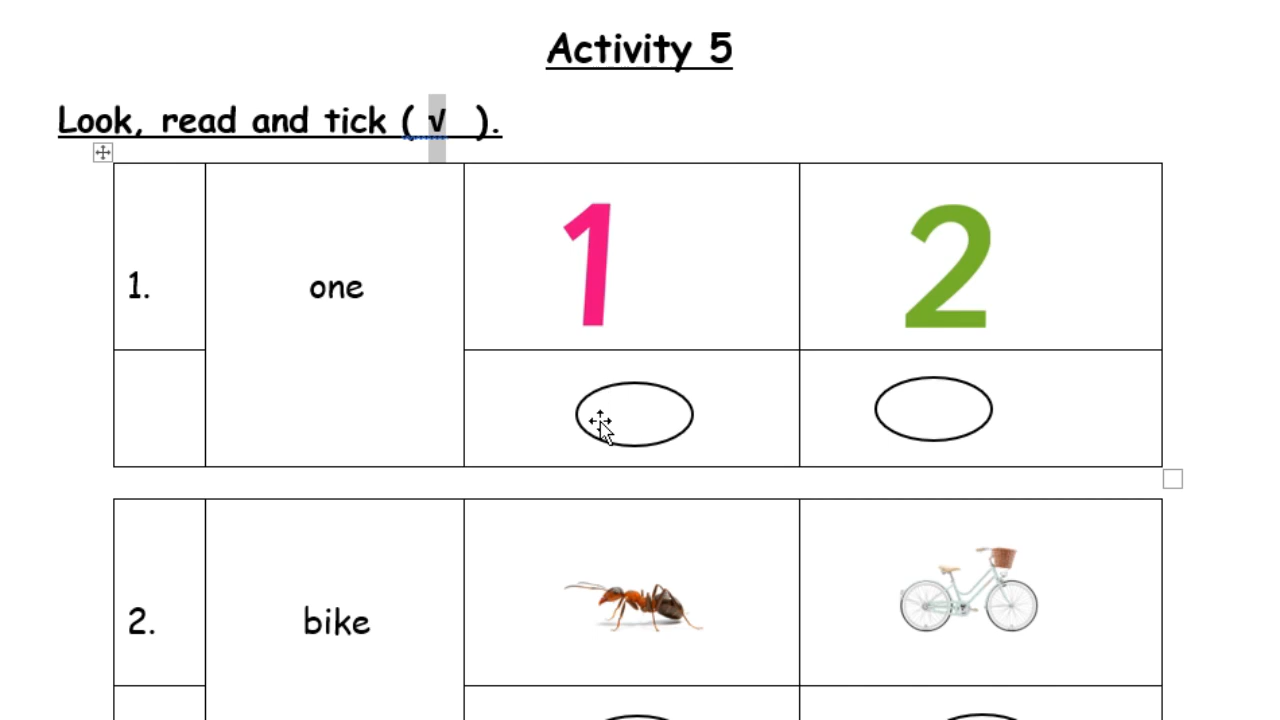 Activity 5
Look, read and tick ( √ ).
1 2
1. one
2. bike